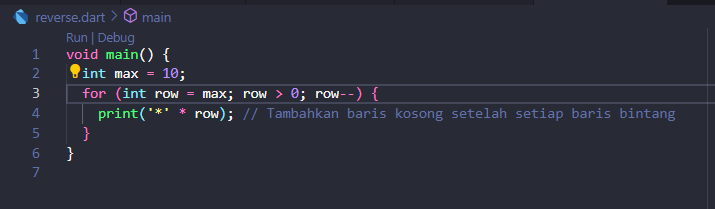 reverse.dart > main
Run | Debug
1 void main() {
2 int max = 10;
3 for (int row = max; row > 0; row--) {
4 print('*' * row); // Tambahkan baris kosong setelah setiap baris bintang
5 }
6 }
7